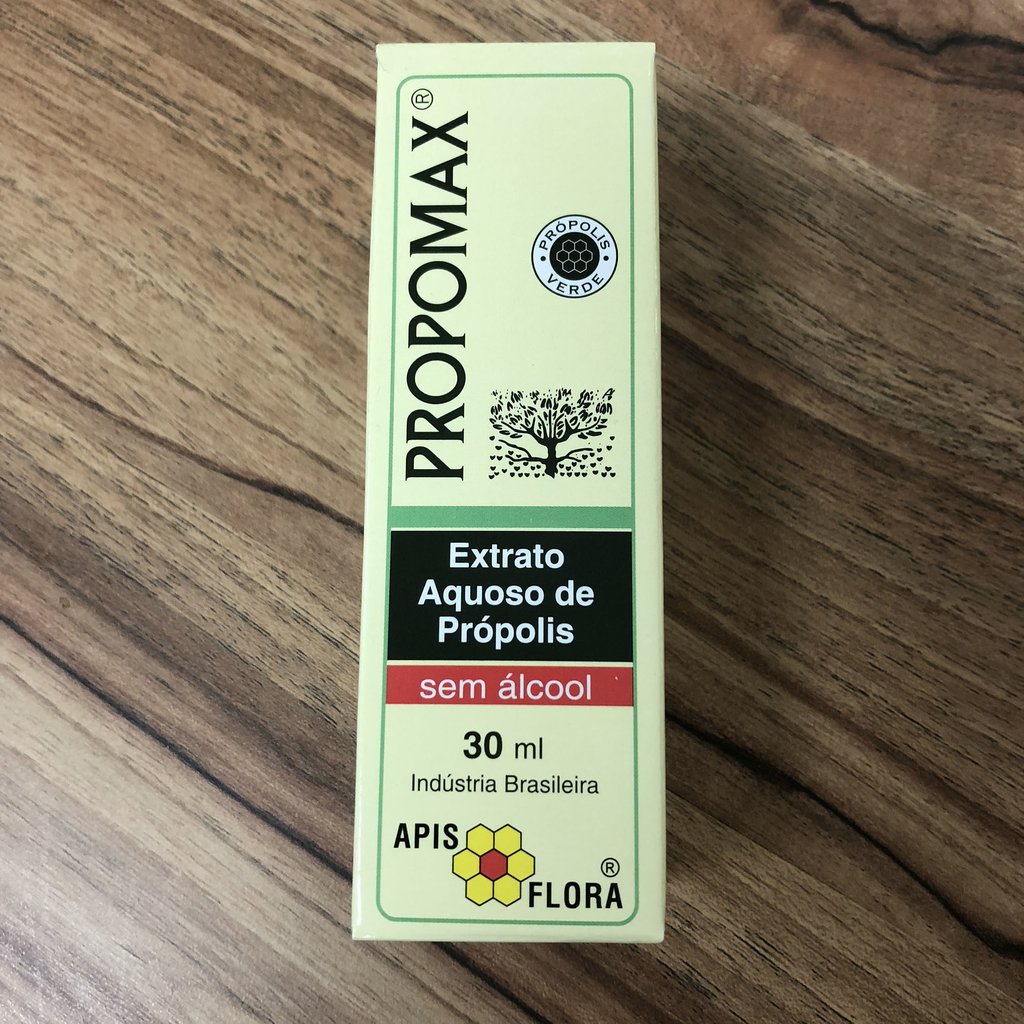 PROPOMAX®
PRÓPOLIS
VERDE
Extrato
Aquoso de
Própolis
sem álcool
30 ml
Indústria Brasileira
APIS
FLORA®